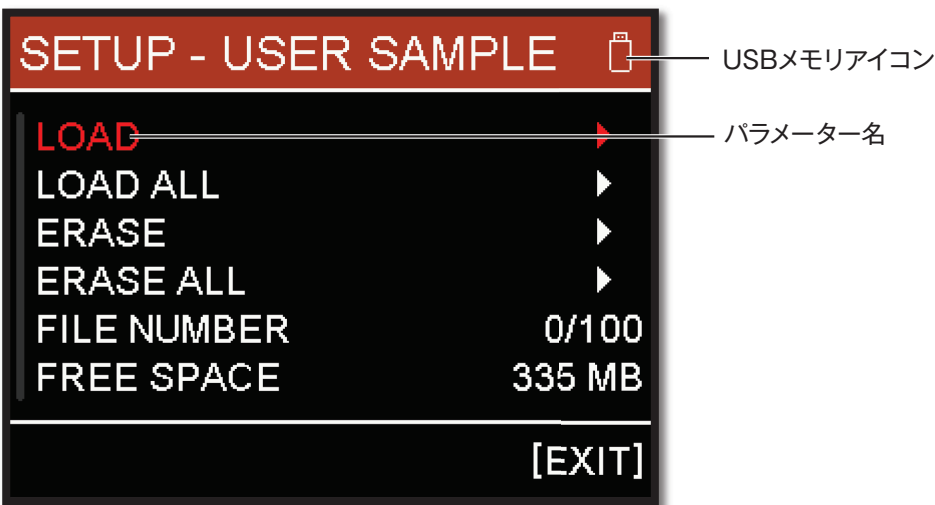 SETUP - USER SAMPLE
USBメモリアイコン
LOAD
パラメーター名
LOAD ALL
ERASE
ERASE ALL
FILE NUMBER 0/100
FREE SPACE 335 MB
[EXIT]